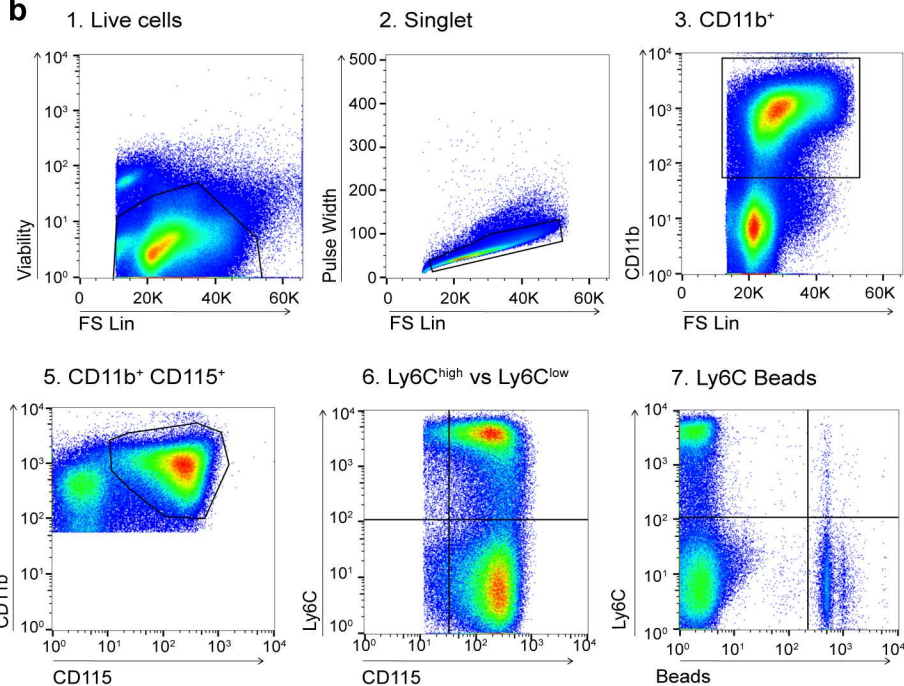 b
1. Live cells
2. Singlet
3. CD11b⁺
10⁴
10³
10²
10¹
10⁰
Viability
0
20K
40K
60K
FS Lin
500
400
300
200
100
0
Pulse Width
0
20K
40K
60K
FS Lin
10⁴
10³
10²
10¹
10⁰
CD11b
0
20K
40K
60K
FS Lin
5. CD11b⁺ CD115⁺
6. Ly6Cʰⁱᵍʰ vs Ly6Cˡᵒʷ
7. Ly6C Beads
10⁴
10³
10²
10¹
10⁰
CD11b
10⁰
10¹
10²
10³
10⁴
CD115
10⁴
10³
10²
10¹
10⁰
Ly6C
10⁰
10¹
10²
10³
10⁴
CD115
10⁴
10³
10²
10¹
10⁰
Ly6C
10⁰
10¹
10²
10³
10⁴
Beads